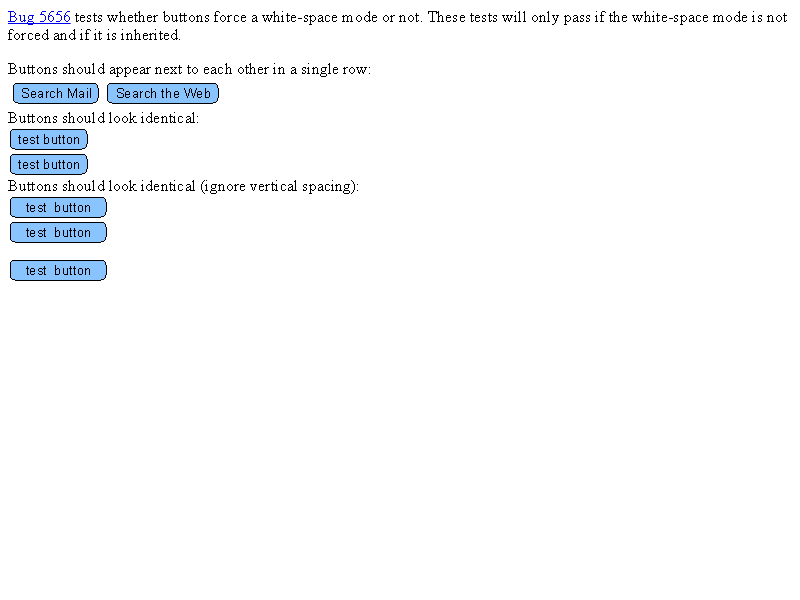 Bug 5656 tests whether buttons force a white-space mode or not. These tests will only pass if the white-space mode is not
forced and if it is inherited.
Buttons should appear next to each other in a single row:
Search Mail Search the Web
Buttons should look identical:
test button
test button
Buttons should look identical (ignore vertical spacing):
test  button
test  button
test  button